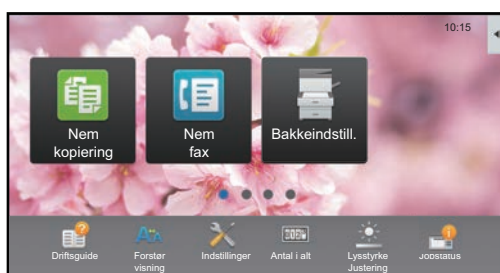 10:15
Nem
kopiering
Nem
fax
Bakkeindstill.
Driftsguide
Forstør
visning
Indstillinger
Antal i alt
Lysstyrke
Justering
Jobstatus